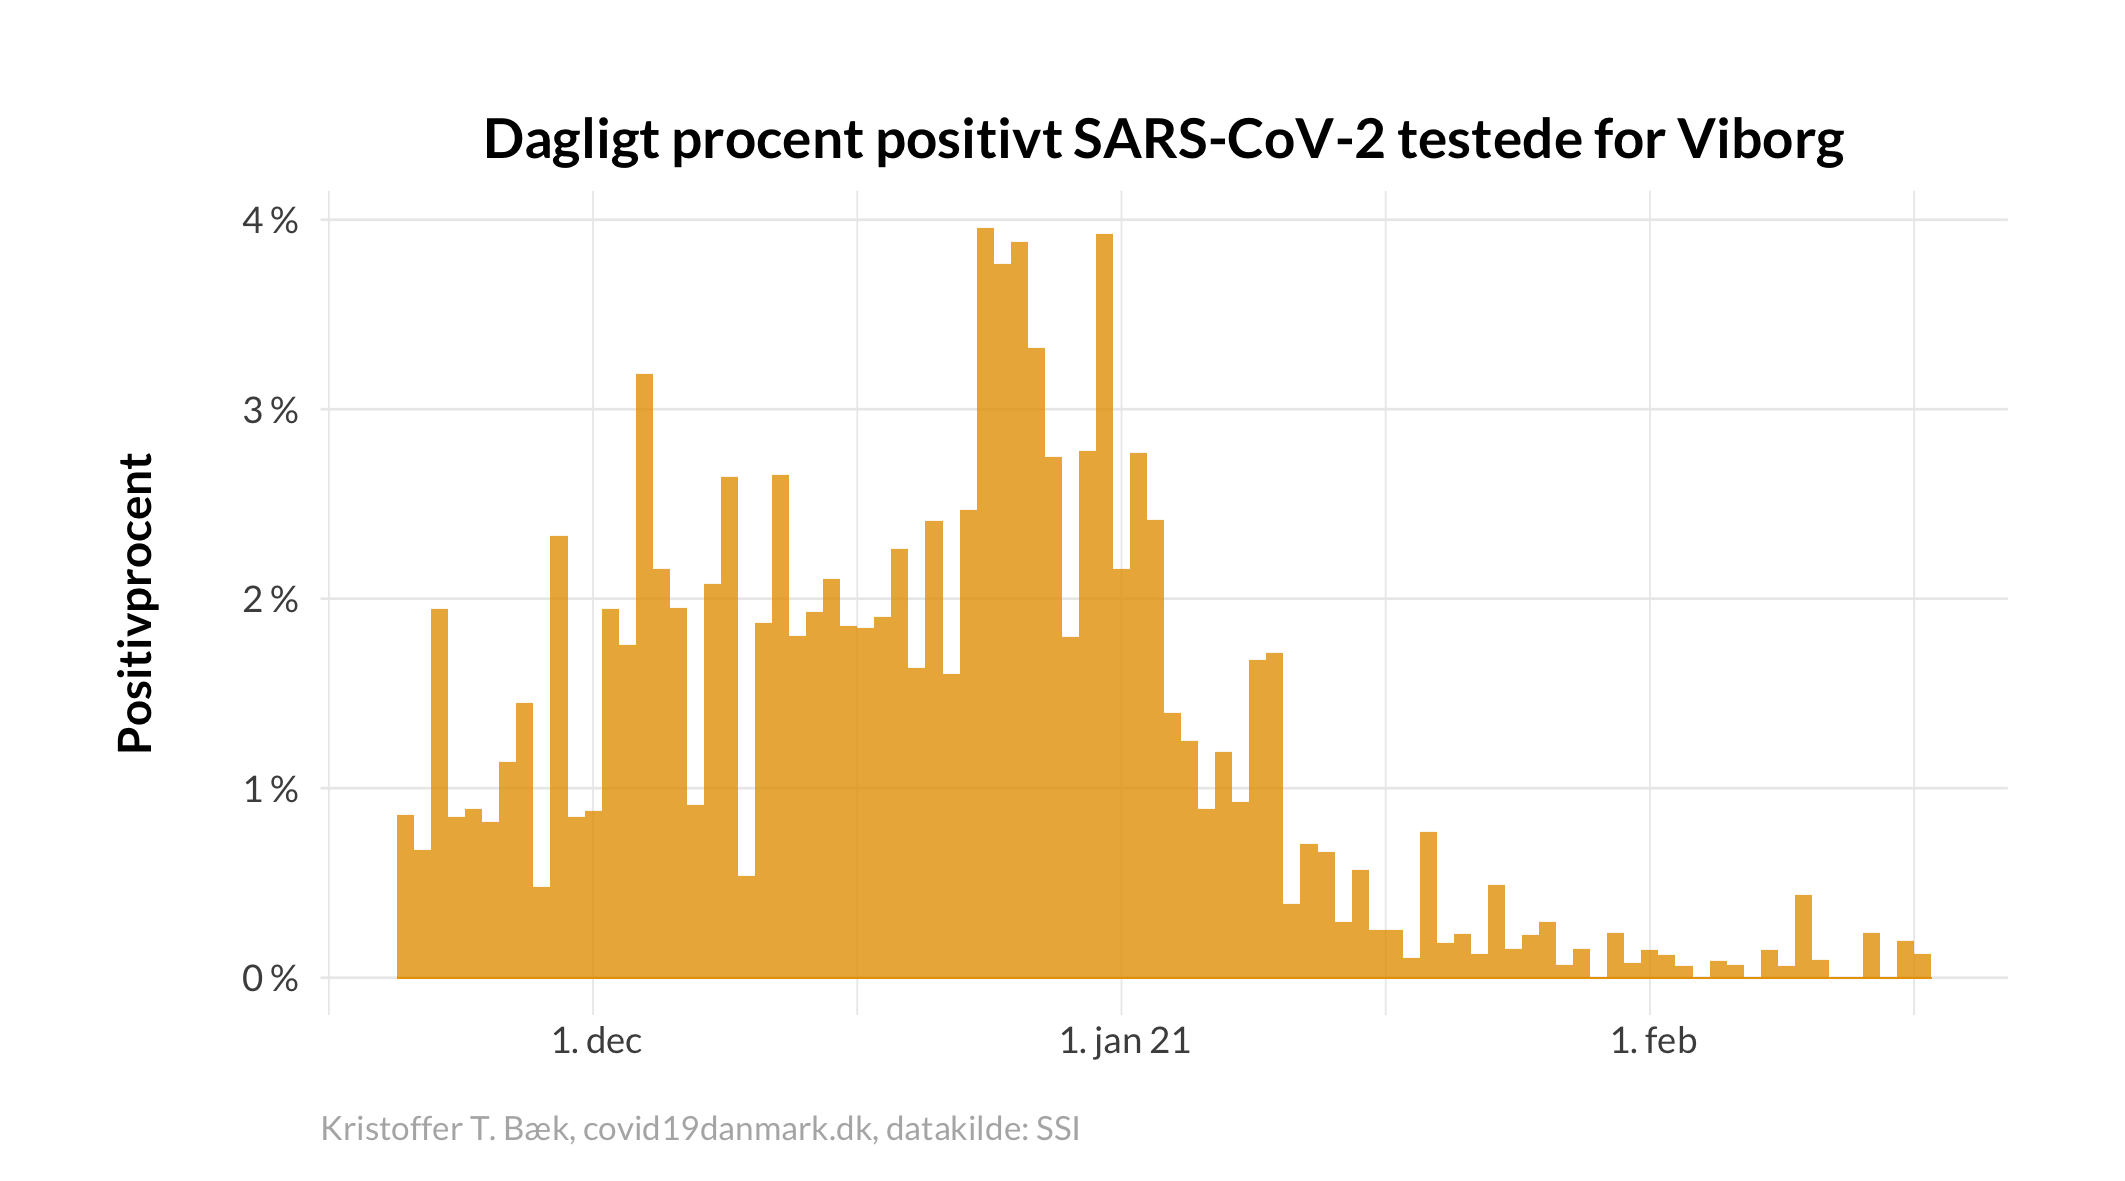 Dagligt procent positivt SARS-CoV-2 testede for Viborg
Positivprocent
4 %
3 %
2 %
1 %
0 %
1. dec
1. jan 21
1. feb
Kristoffer T. Bæk, covid19danmark.dk, datakilde: SSI